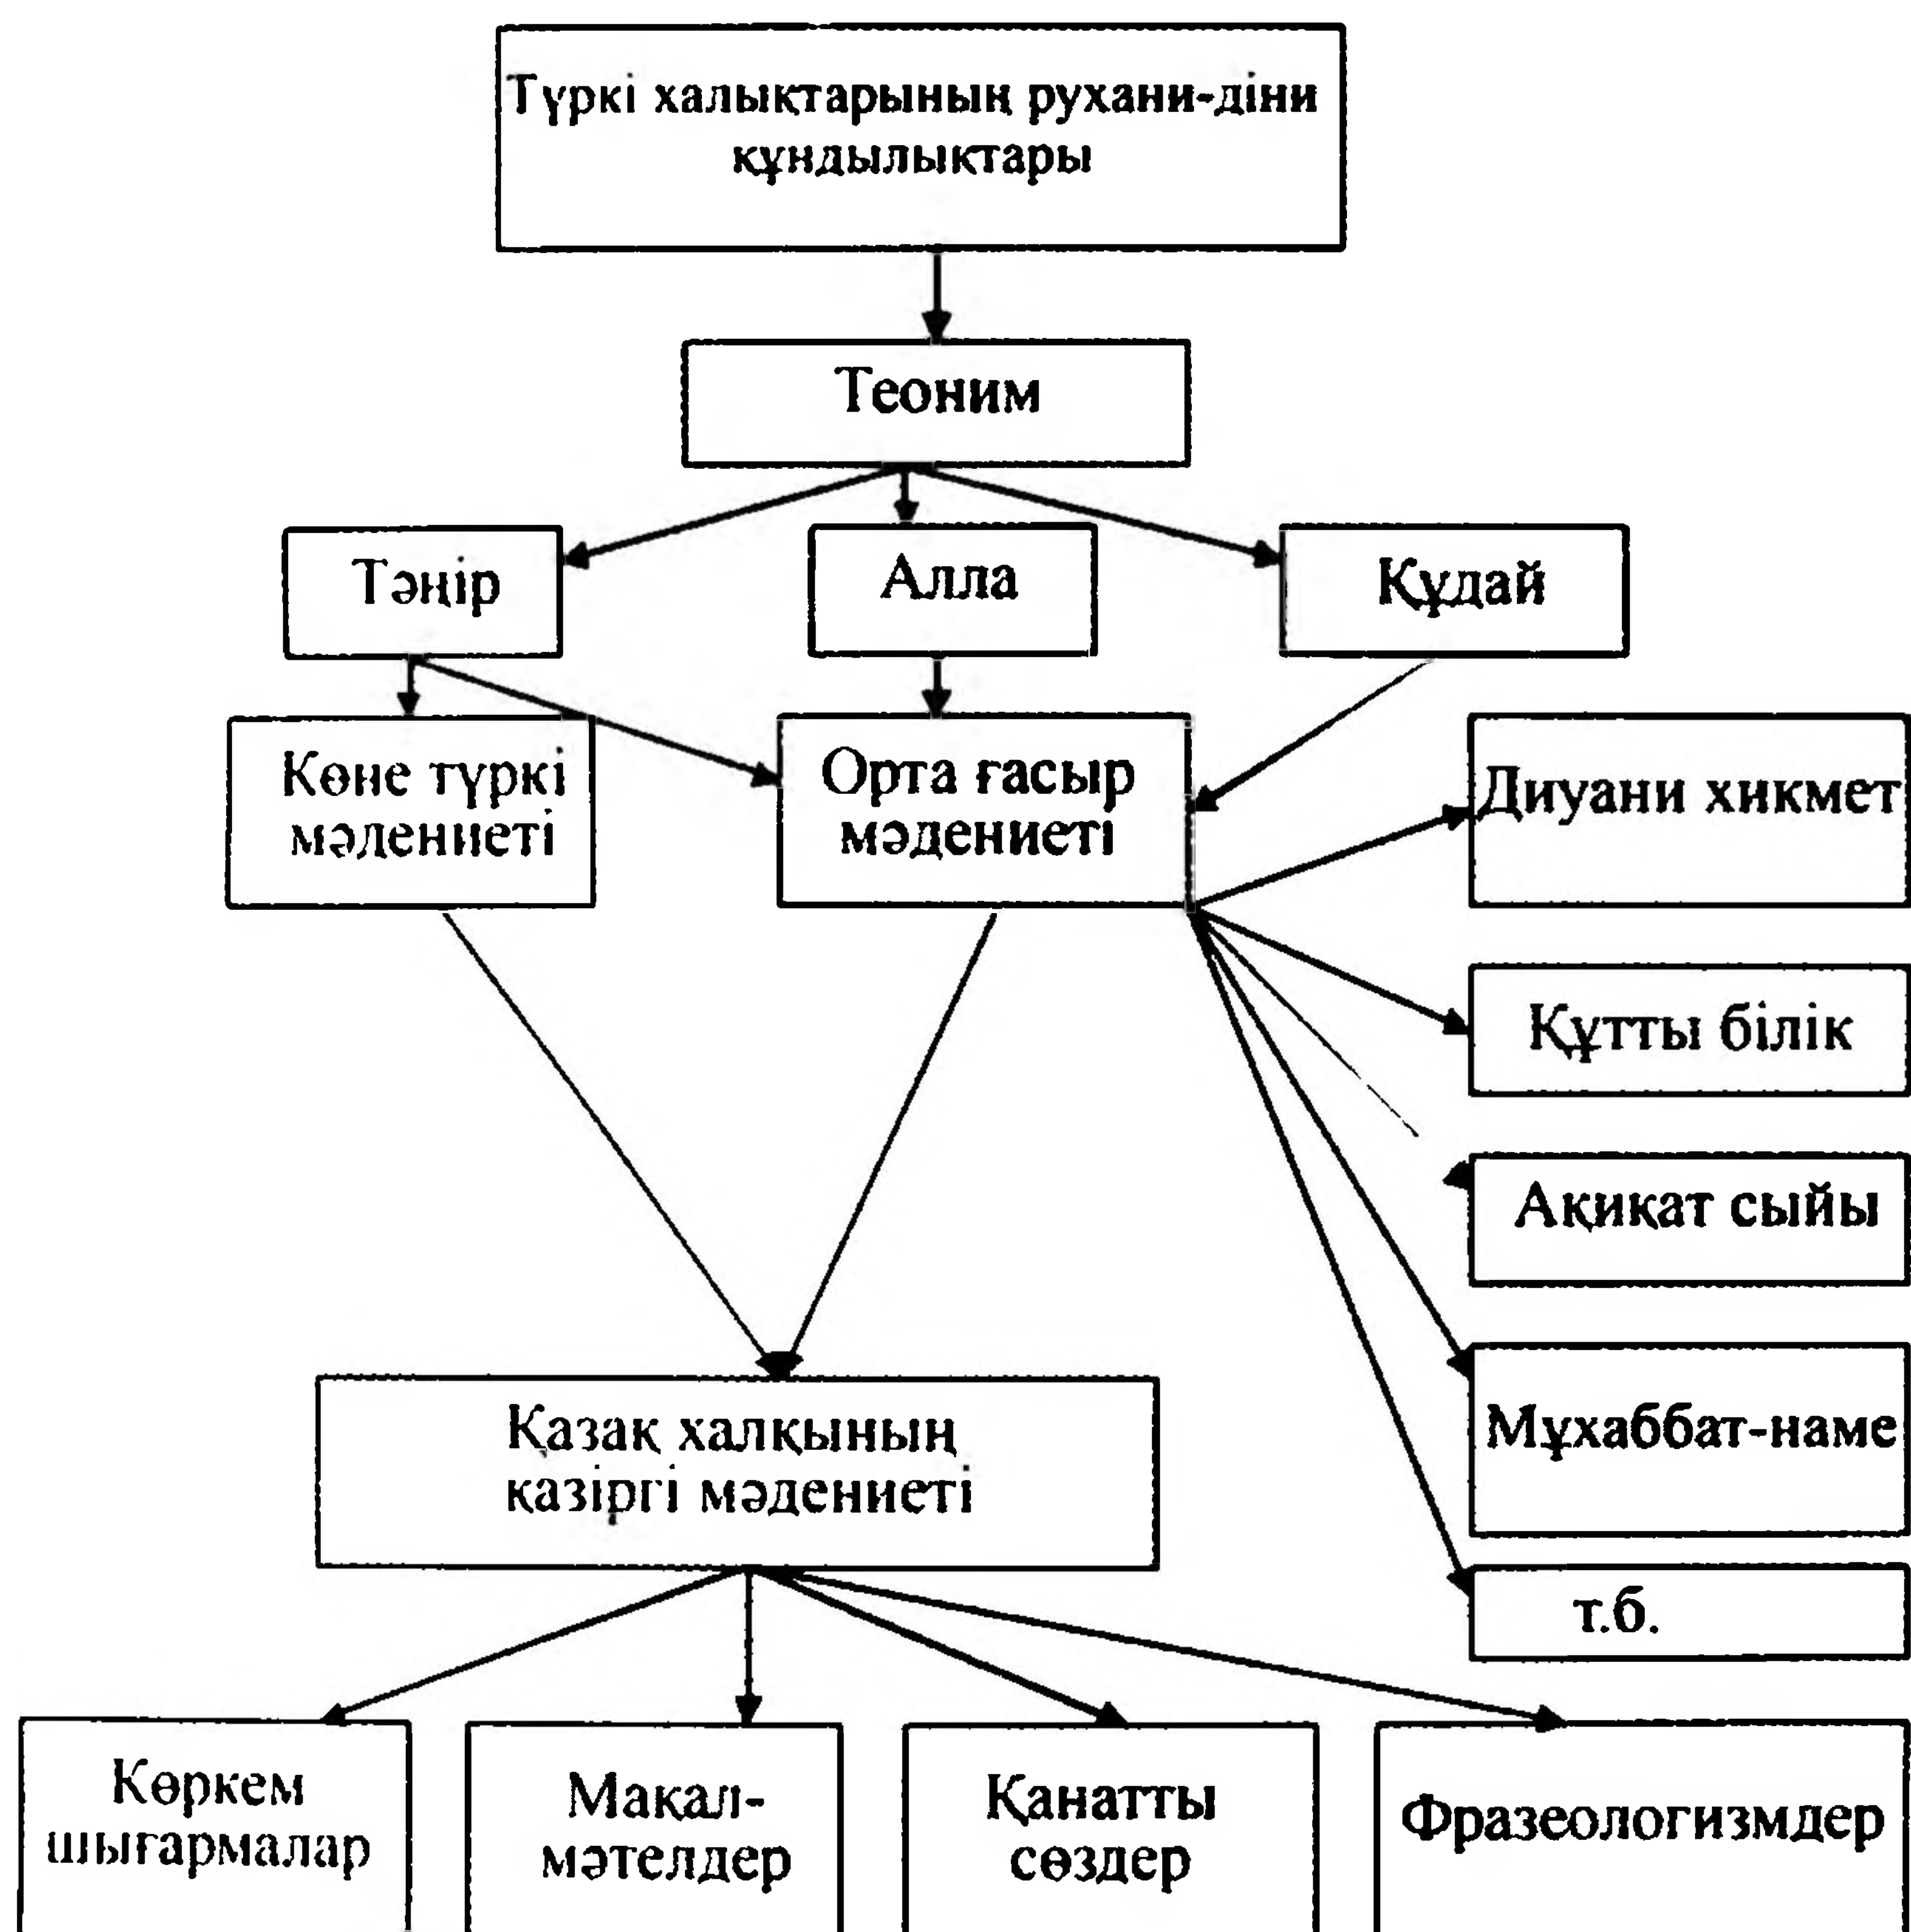 Түркі халықтарының рухани-діни
құндылықтары
Теоним
Тәңір
Алла
Құдай
Көне түркі
мәдениеті
Орта ғасыр
мәдениеті
Диуани хикмет
Құтты білік
Ақиқат сыйы
Мұхаббат-наме
т.б.
Қазақ халқының
қазіргі мәдениеті
Көркем
шығармалар
Мақал-
мәтелдер
Қанатты
сөздер
Фразеологизмдер